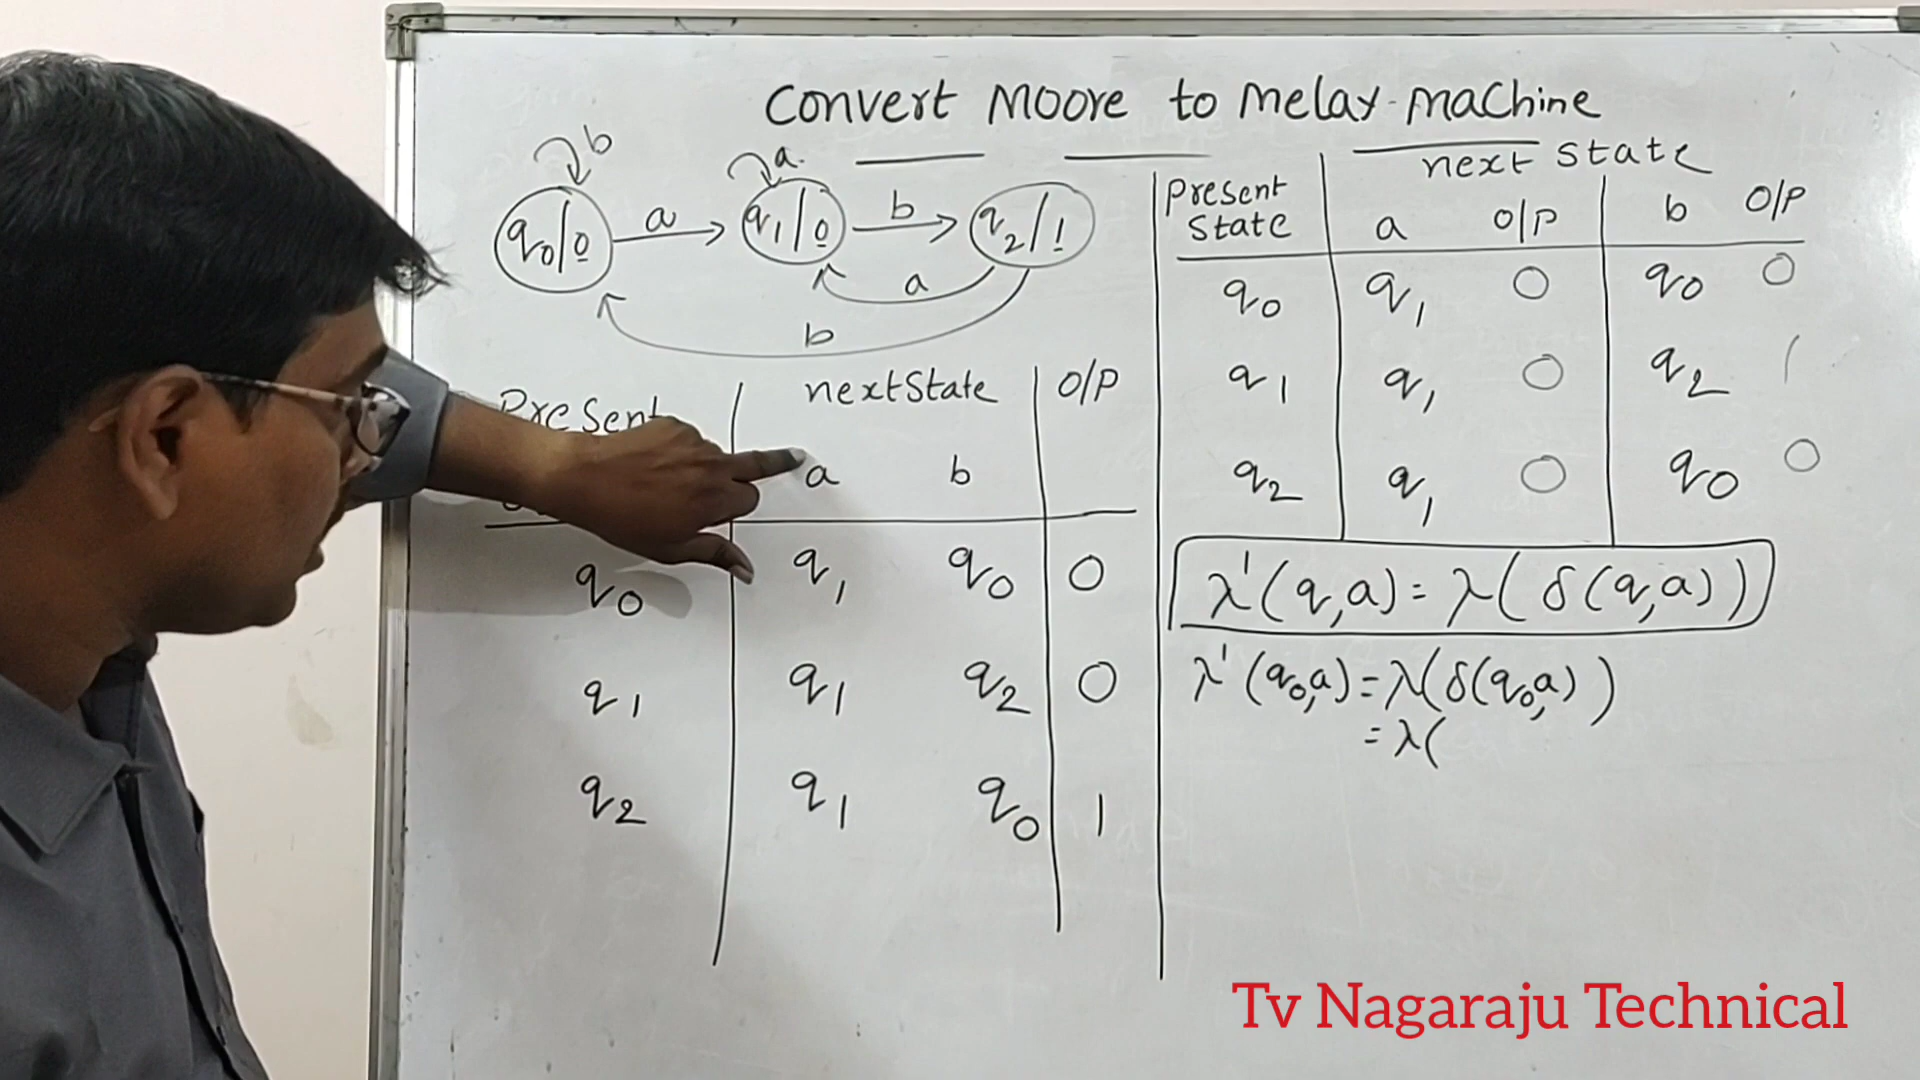 convert moore to melay-machine
b
a.
q0/0
a
q1/0
b
q2/1
a
b
Present
nextState
O/P
a b
q0 q1 q0 0
q1 q1 q2 0
q2 q1 q0 1
next State
Present
State
a O/P b O/P
q0 q1 0 q0 0
q1 q1 0 q2 1
q2 q1 0 q0 0
λ'(q,a) = λ(δ(q,a))
λ'(q0,a) = λ(δ(q0,a))
= λ(
Tv Nagaraju Technical